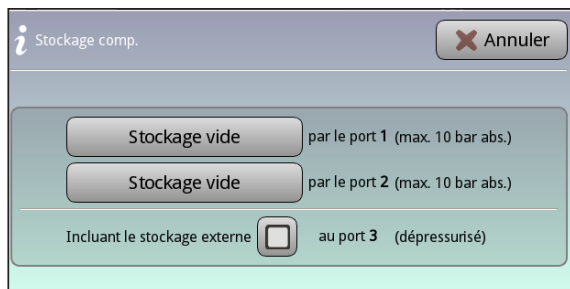 Stockage comp.
Annuler
Stockage vide par le port 1 (max. 10 bar abs.)
Stockage vide par le port 2 (max. 10 bar abs.)
Incluant le stockage externe au port 3 (dépressurisé)